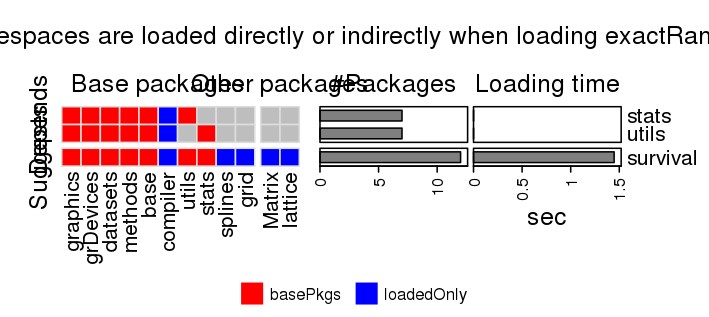 espaces are loaded directly or indirectly when loading exactRan
Base packages
Other packages
#Packages
Loading time
Depends
Suggests
stats
utils
survival
graphics
grDevices
datasets
methods
base
compiler
utils
stats
splines
grid
Matrix
lattice
0
5
10
0
0.5
1
1.5
sec
basePkgs
loadedOnly